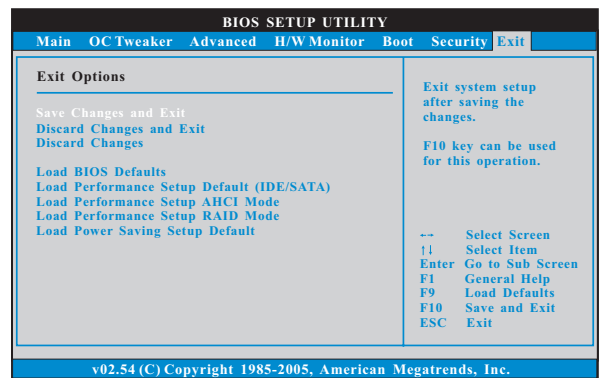 BIOS SETUP UTILITY
Main OC Tweaker Advanced H/W Monitor Boot Security Exit
Exit Options
Save Changes and Exit
Discard Changes and Exit
Discard Changes
Load BIOS Defaults
Load Performance Setup Default (IDE/SATA)
Load Performance Setup AHCI Mode
Load Performance Setup RAID Mode
Load Power Saving Setup Default
Exit system setup
after saving the
changes.
F10 key can be used
for this operation.
←→ Select Screen
↑↓ Select Item
Enter Go to Sub Screen
F1 General Help
F9 Load Defaults
F10 Save and Exit
ESC Exit
v02.54 (C) Copyright 1985-2005, American Megatrends, Inc.